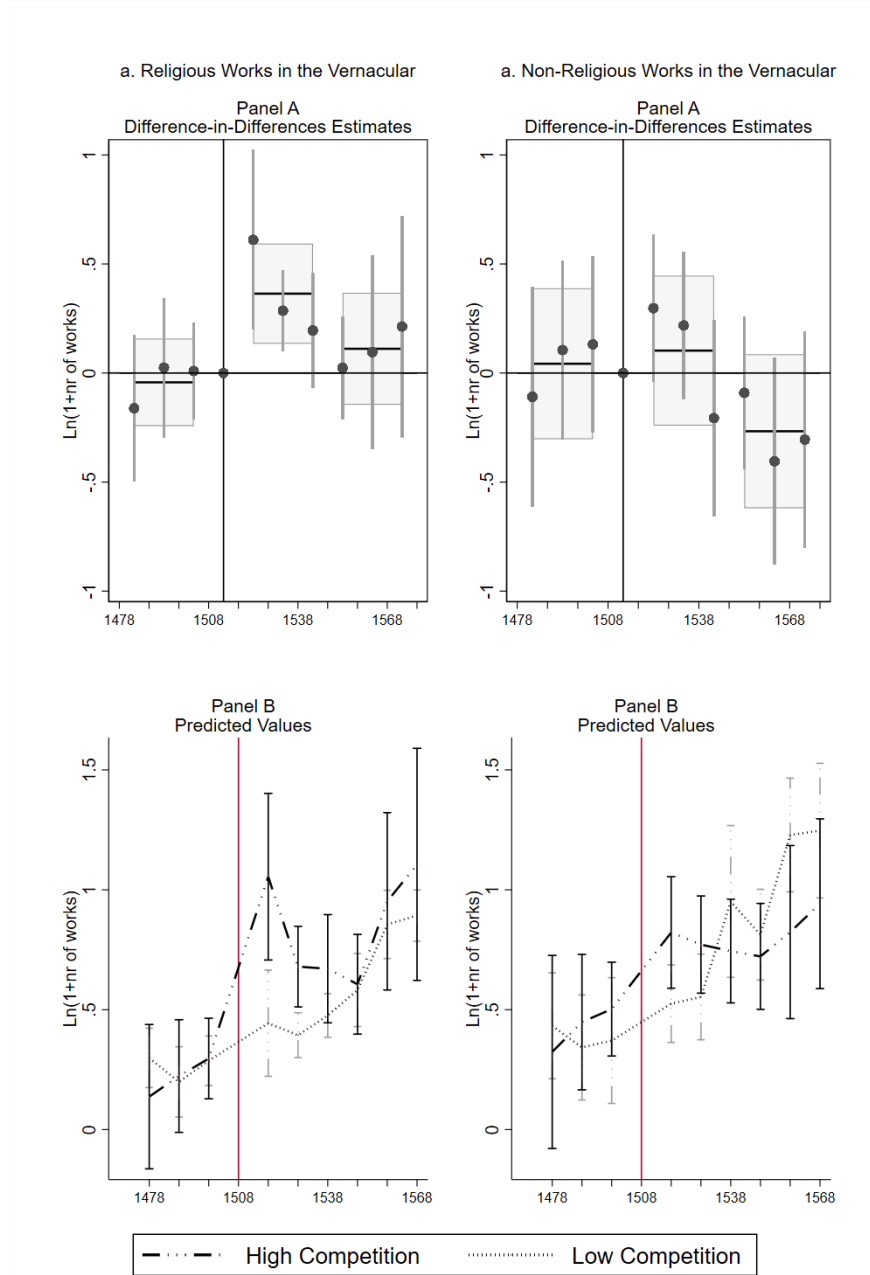 a. Religious Works in the Vernacular
Panel A
Difference-in-Differences Estimates
Ln(1+nr of works)
1
.5
0
-.5
-1
1478
1508
1538
1568
a. Non-Religious Works in the Vernacular
Panel A
Difference-in-Differences Estimates
Ln(1+nr of works)
1
.5
0
-.5
-1
1478
1508
1538
1568
Panel B
Predicted Values
Ln(1+nr of works)
1.5
1
.5
0
1478
1508
1538
1568
Panel B
Predicted Values
Ln(1+nr of works)
1.5
1
.5
0
1478
1508
1538
1568
High Competition
Low Competition